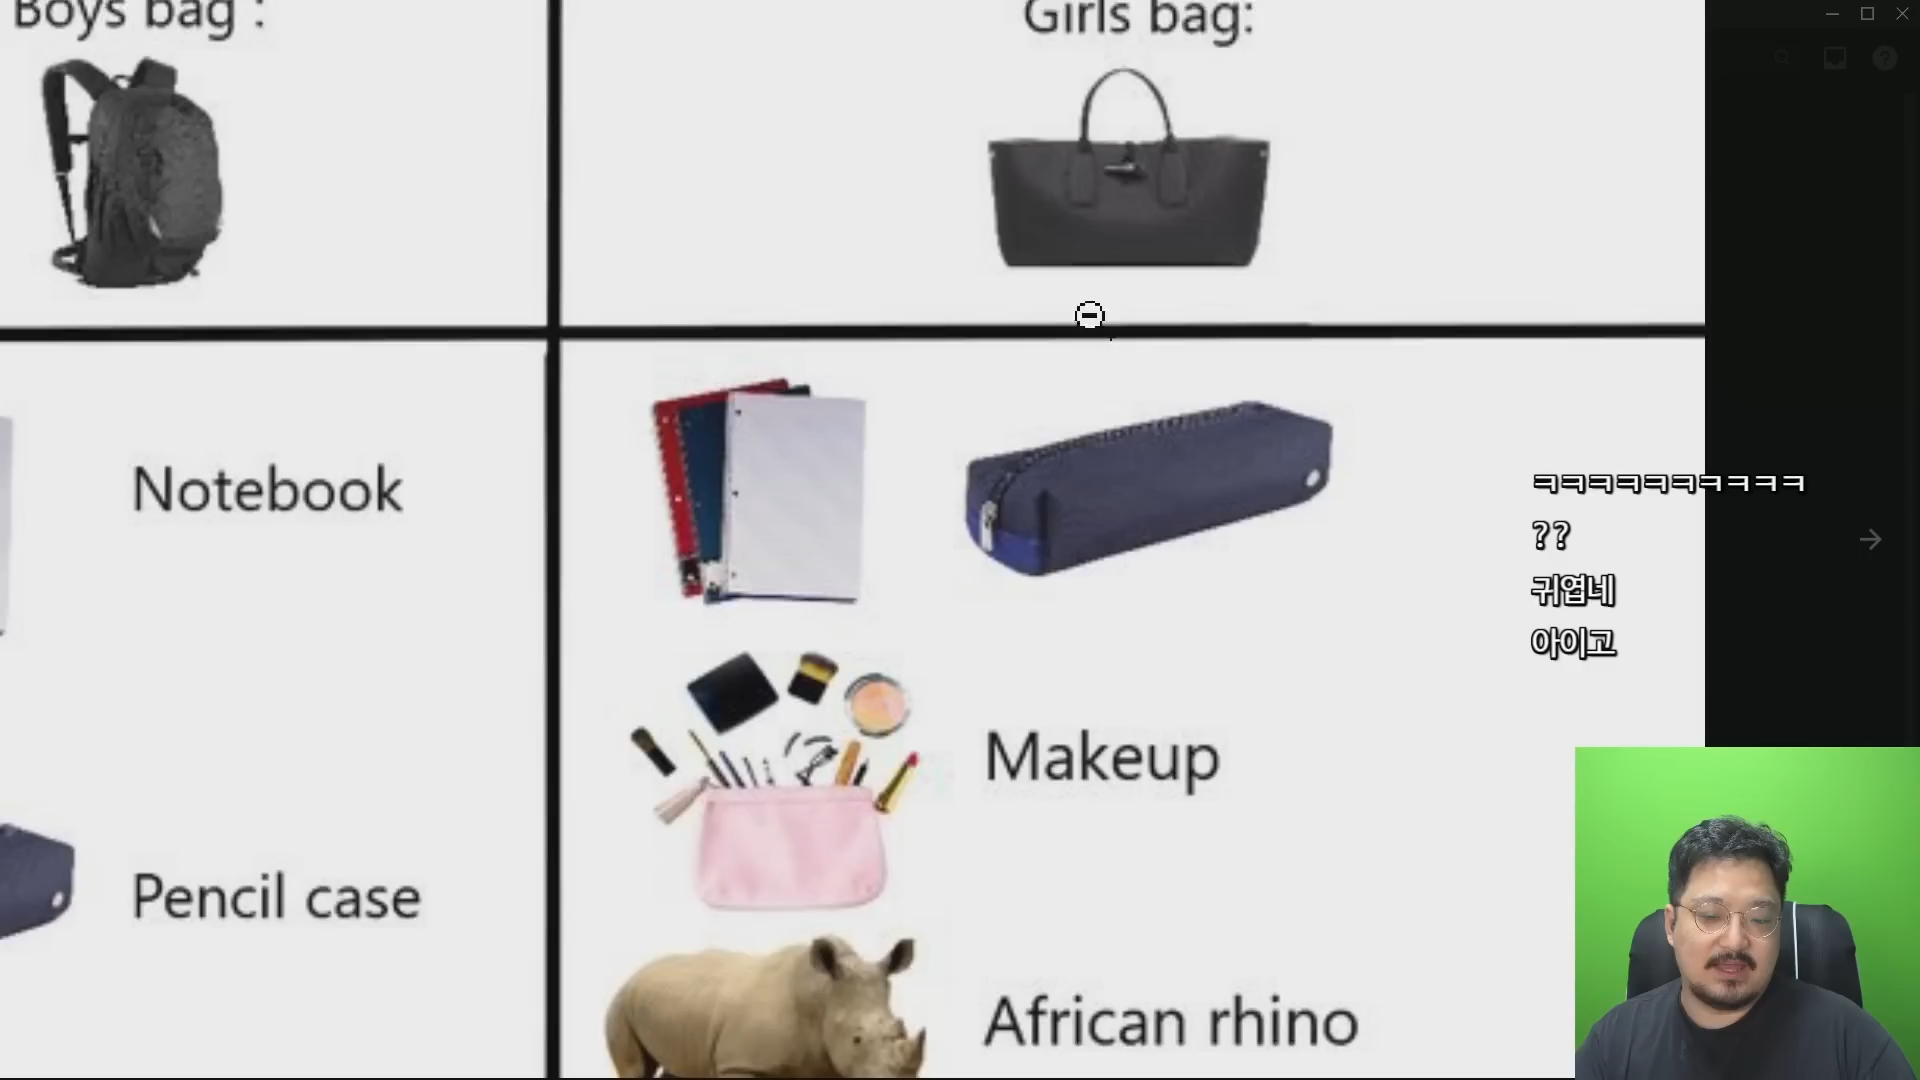 Boys bag :
Girls bag:
Notebook
ㅋㅋㅋㅋㅋㅋㅋㅋㅋㅋ
??
귀엽네
아이고
Makeup
Pencil case
African rhino